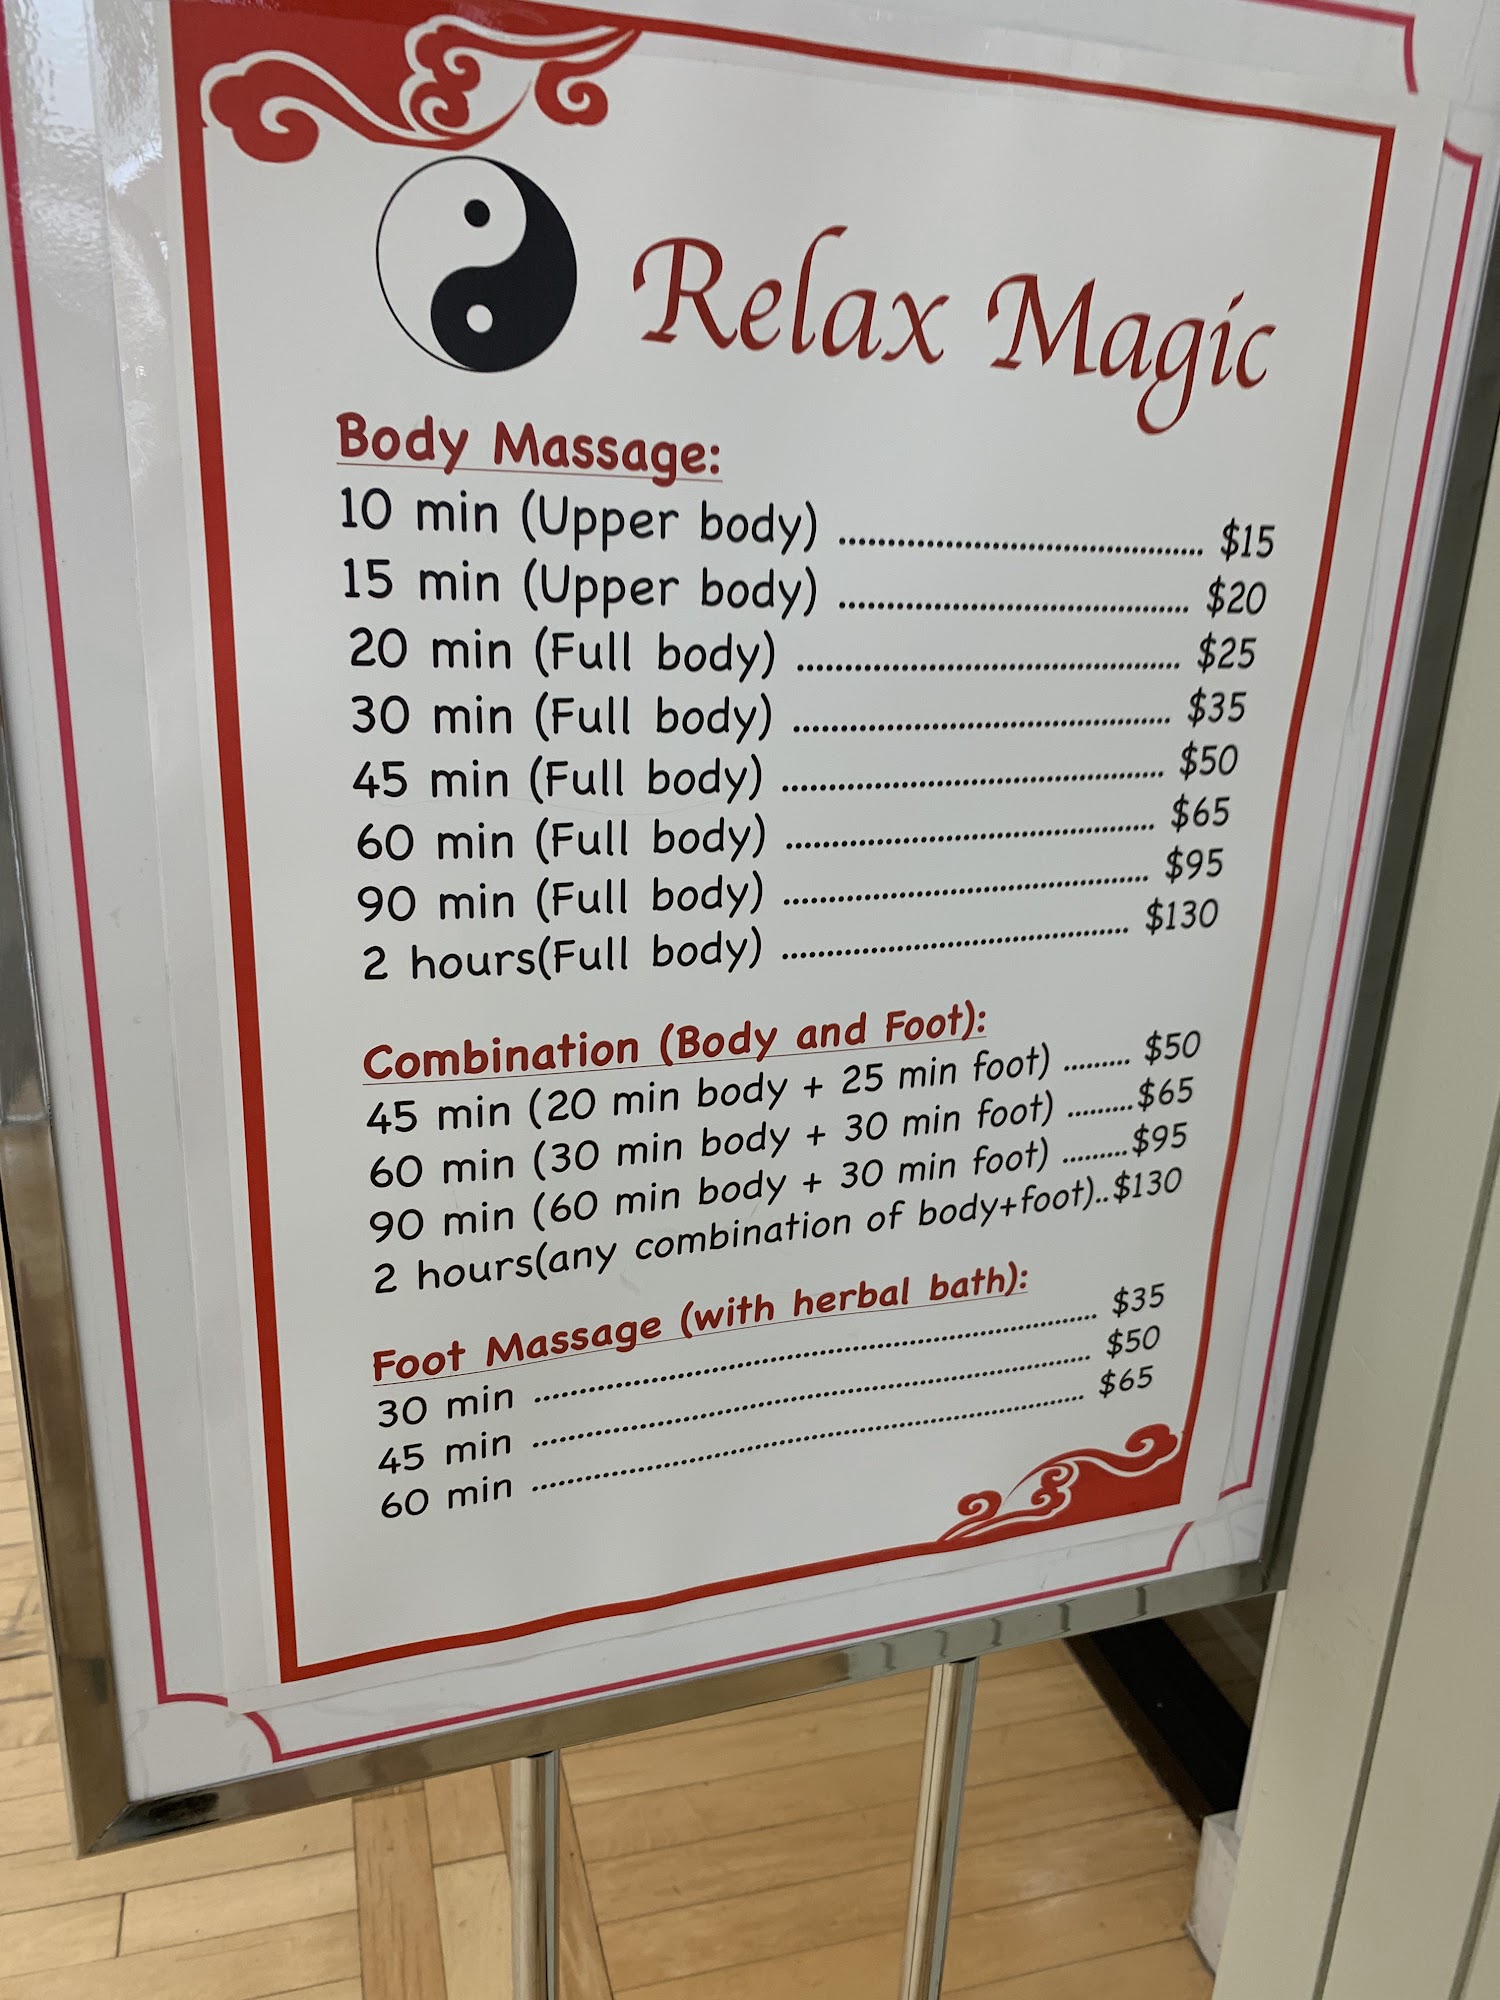 Relax Magic
Body Massage:
10 min (Upper body) ........................................ $15
15 min (Upper body) ........................................ $20
20 min (Full body) ........................................ $25
30 min (Full body) ........................................ $35
45 min (Full body) ........................................ $50
60 min (Full body) ........................................ $65
90 min (Full body) ........................................ $95
2 hours(Full body) ........................................ $130
Combination (Body and Foot):
45 min (20 min body + 25 min foot) ......... $50
60 min (30 min body + 30 min foot) .........$65
90 min (60 min body + 30 min foot) .........$95
2 hours(any combination of body+foot)..$130
Foot Massage (with herbal bath):
30 min ............................................................ $35
45 min ............................................................ $50
60 min ............................................................ $65